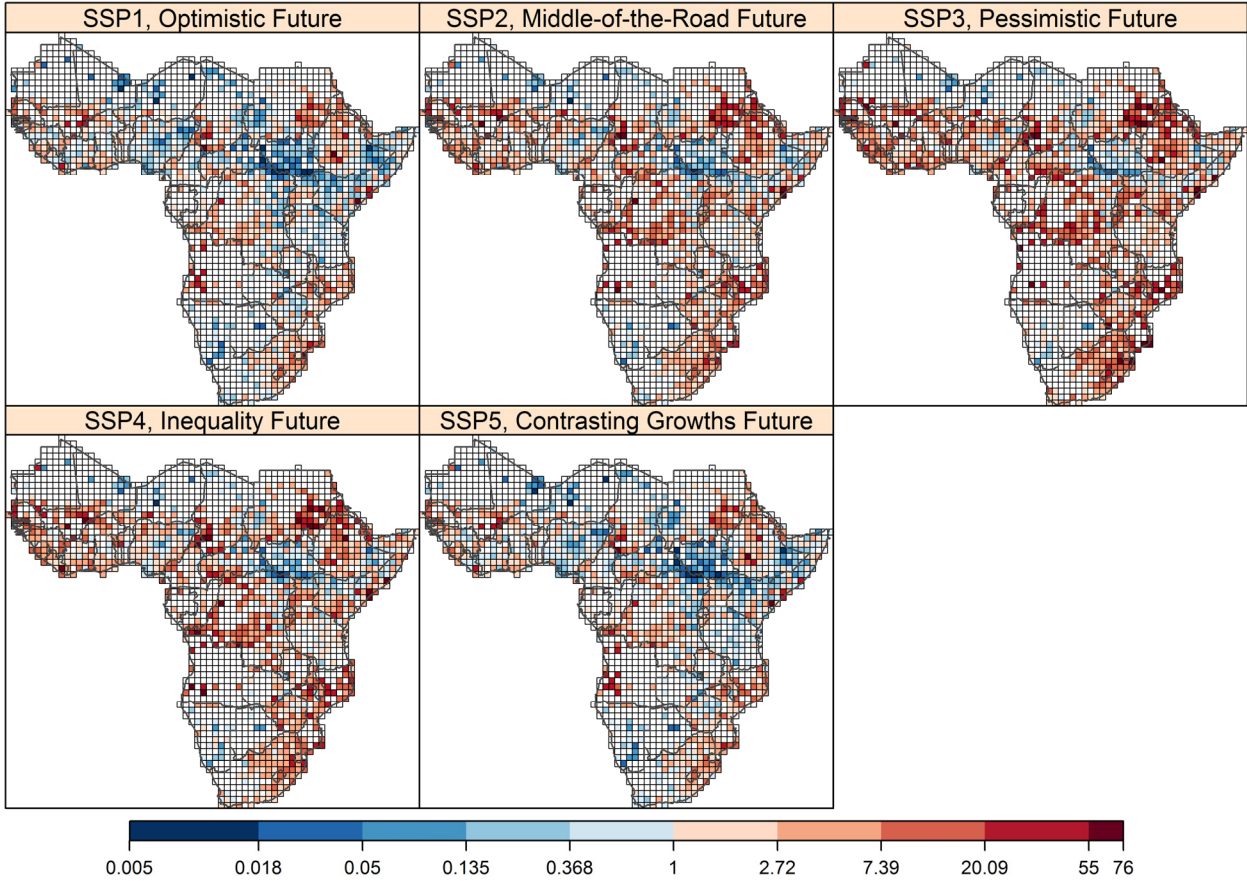 SSP1, Optimistic Future
SSP2, Middle-of-the-Road Future
SSP3, Pessimistic Future
SSP4, Inequality Future
SSP5, Contrasting Growths Future
0.005 0.018 0.05 0.135 0.368 1 2.72 7.39 20.09 55 76